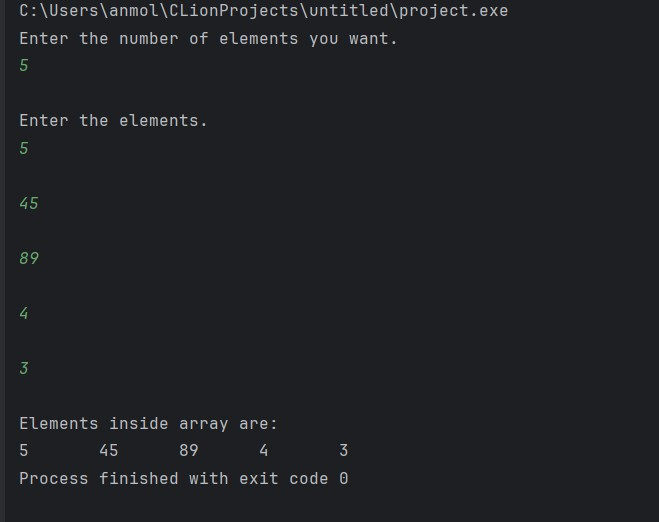 C:\Users\anmol\CLionProjects\untitled\project.exe
Enter the number of elements you want.
5
Enter the elements.
5
45
89
4
3
Elements inside array are:
5       45      89      4       3
Process finished with exit code 0